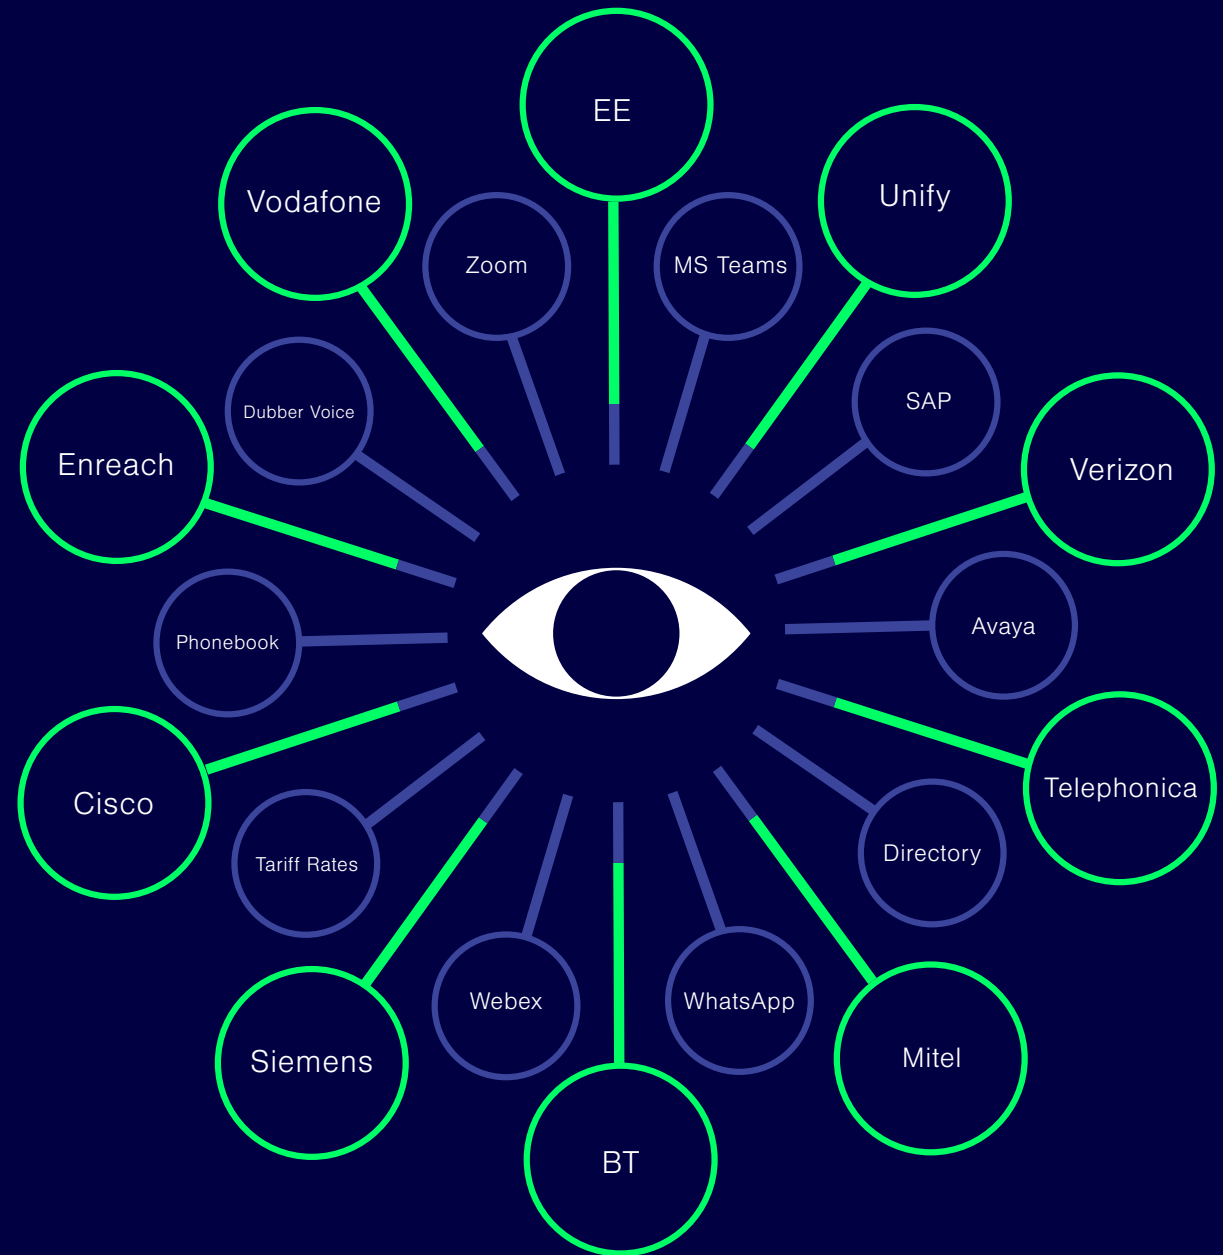 EE
Unify
Vodafone
Zoom
MS Teams
SAP
Dubber Voice
Enreach
Verizon
Avaya
Phonebook
Telephonica
Cisco
Directory
Tariff Rates
WhatsApp
Webex
Mitel
Siemens
BT